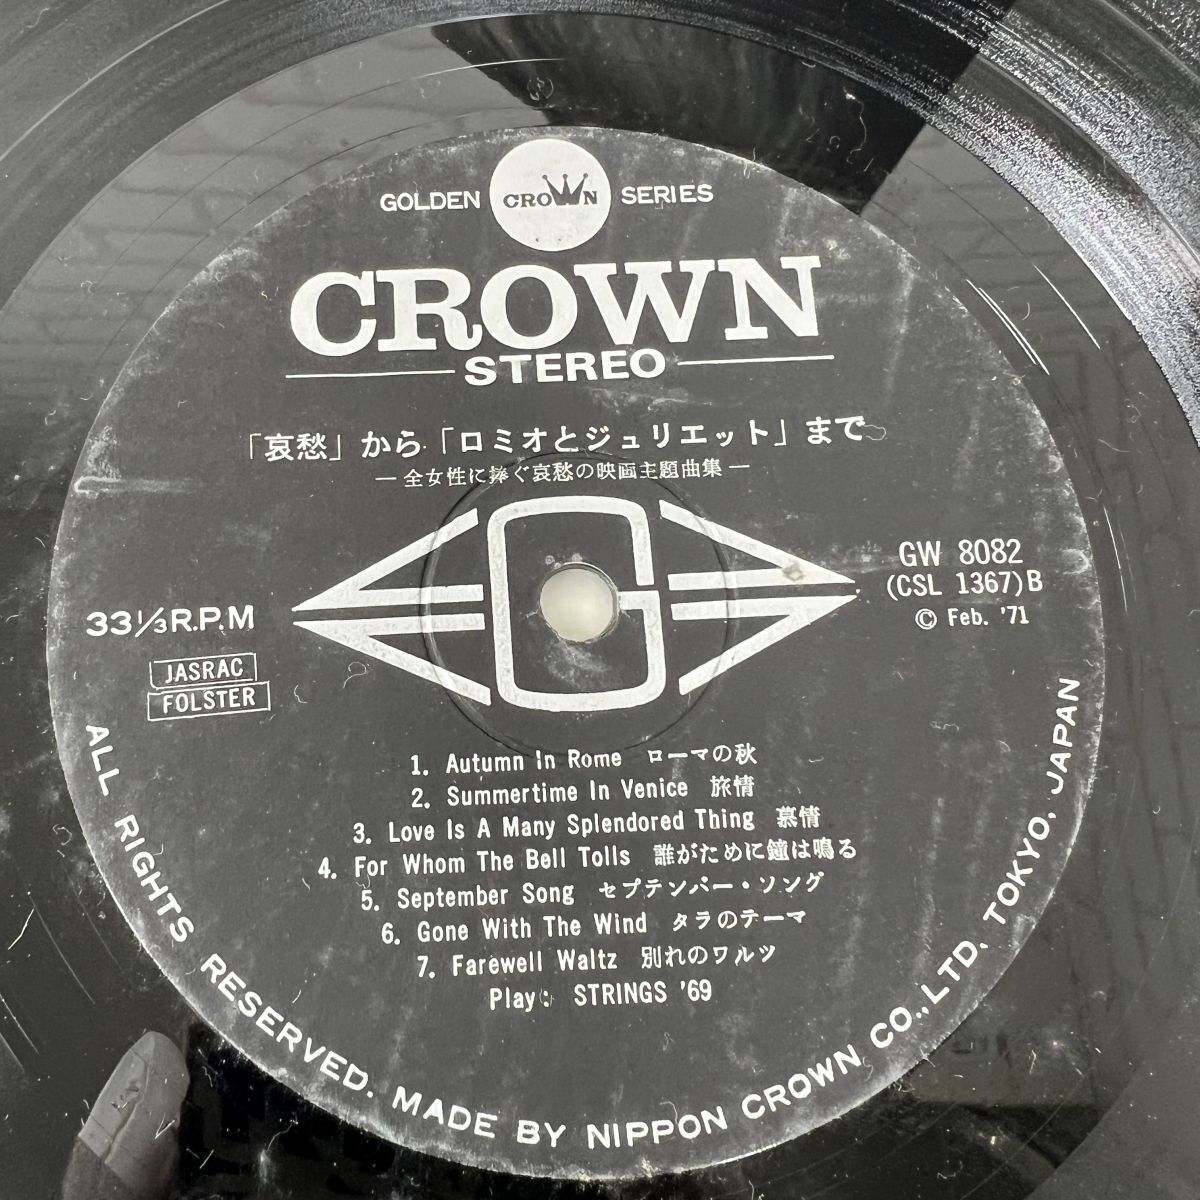 GOLDEN CROWN SERIES
CROWN
STEREO
「哀愁」から「ロミオとジュリエット」まで
— 全女性に捧ぐ哀愁の映画主題曲集 —
G
GW 8082
(CSL 1367)B
© Feb. '71
33⅓R.P.M
JASRAC
FOLSTER
1. Autumn In Rome ローマの秋
2. Summertime In Venice 旅情
3. Love Is A Many Splendored Thing 慕情
4. For Whom The Bell Tolls 誰がために鐘は鳴る
5. September Song セプテンバー・ソング
6. Gone With The Wind タラのテーマ
7. Farewell Waltz 別れのワルツ
Play: STRINGS '69
ALL RIGHTS RESERVED. MADE BY NIPPON CROWN CO., LTD. TOKYO, JAPAN